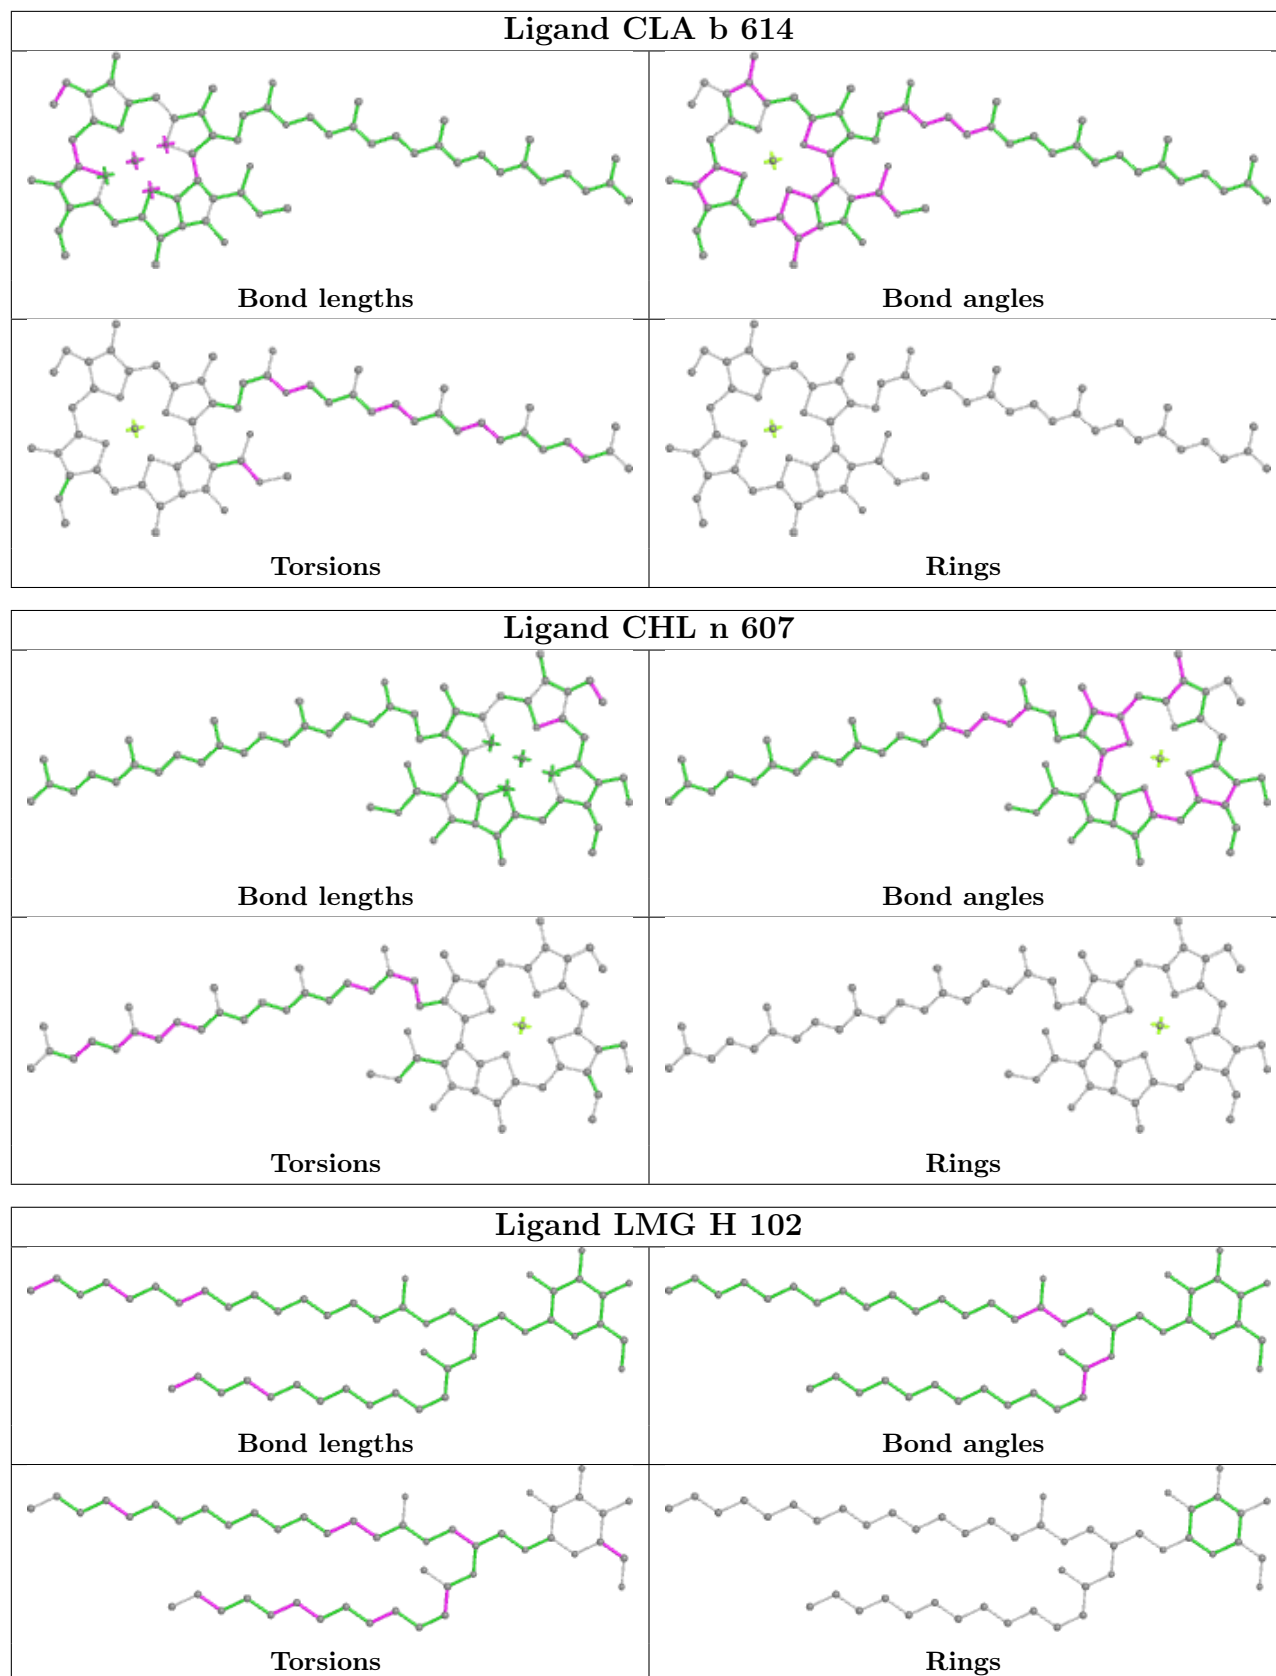 Ligand CLA b 614
Bond lengths
Bond angles
Torsions
Rings
Ligand CHL n 607
Bond lengths
Bond angles
Torsions
Rings
Ligand LMG H 102
Bond lengths
Bond angles
Torsions
Rings